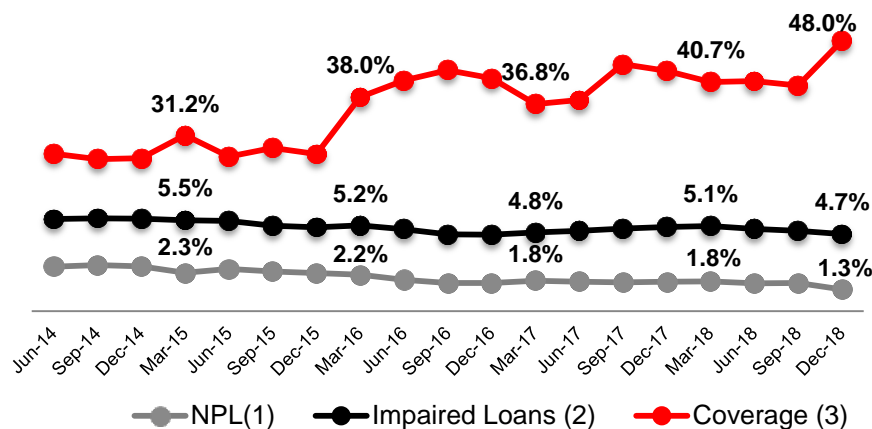 48.0%
38.0%
36.8%
40.7%
31.2%
5.5%
5.2%
4.8%
5.1%
4.7%
2.3%
2.2%
1.8%
1.8%
1.3%
Jun-14
Sep-14
Dec-14
Mar-15
Jun-15
Sep-15
Dec-15
Mar-16
Jun-16
Sep-16
Dec-16
Mar-17
Jun-17
Sep-17
Dec-17
Mar-18
Jun-18
Sep-18
Dec-18
NPL(1) Impaired Loans (2) Coverage (3)